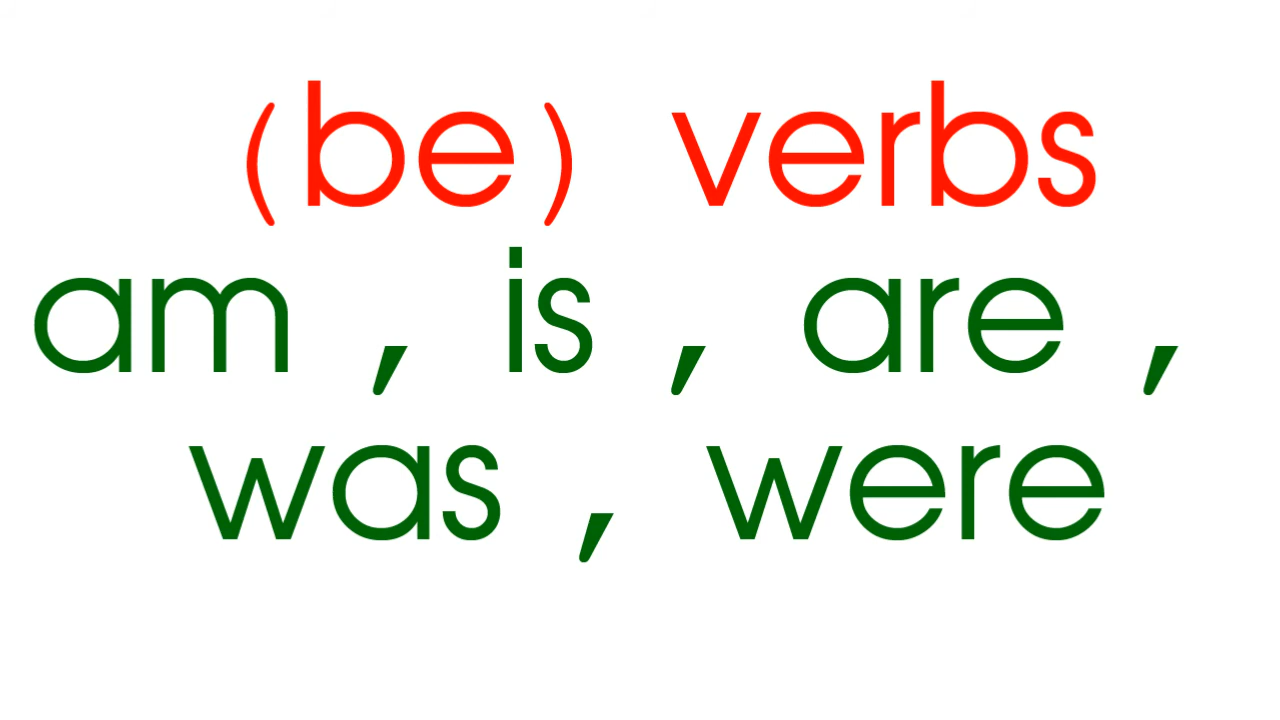 (be) verbs
am , is , are ,
was , were